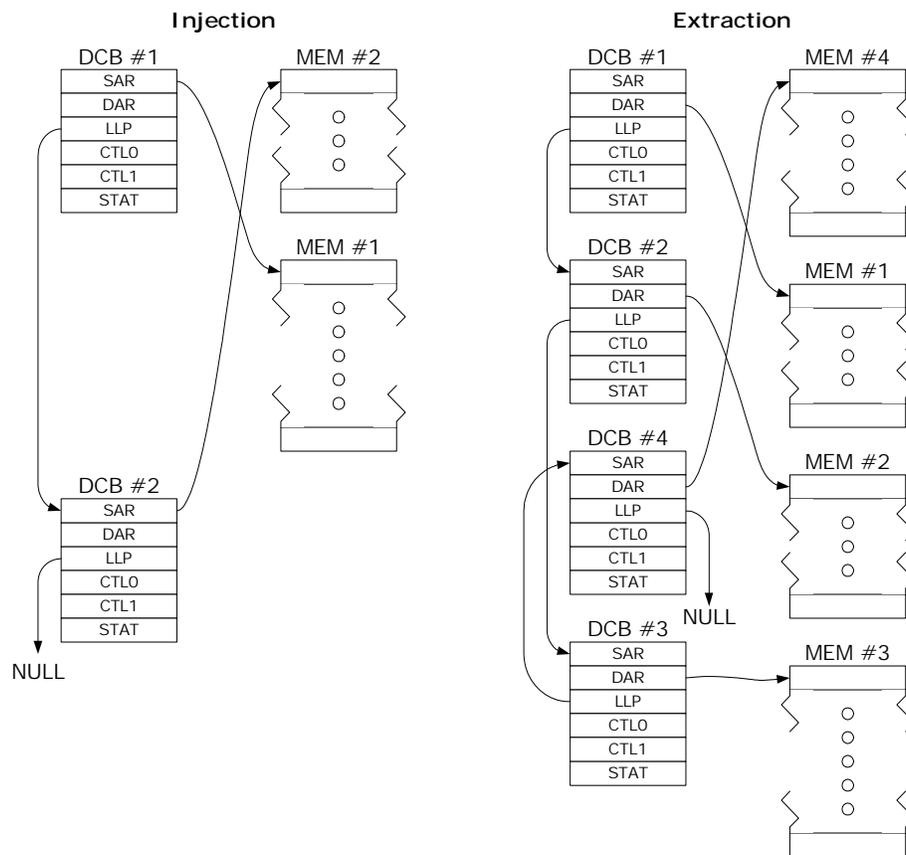 Injection
DCB #1
SAR
DAR
LLP
CTL0
CTL1
STAT
MEM #2
MEM #1
DCB #2
SAR
DAR
LLP
CTL0
CTL1
STAT
NULL
Extraction
DCB #1
SAR
DAR
LLP
CTL0
CTL1
STAT
MEM #4
DCB #2
SAR
DAR
LLP
CTL0
CTL1
STAT
MEM #1
DCB #4
SAR
DAR
LLP
CTL0
CTL1
STAT
NULL
MEM #2
DCB #3
SAR
DAR
LLP
CTL0
CTL1
STAT
MEM #3